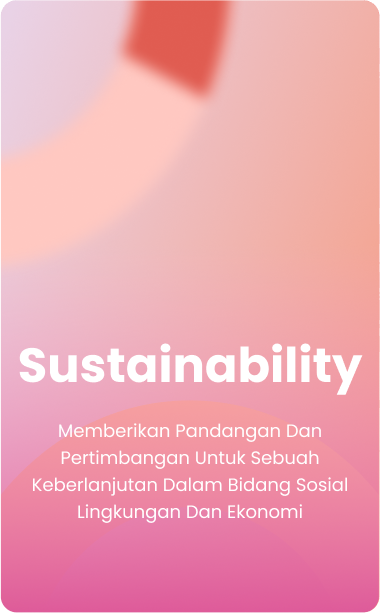 Sustainability
Memberikan Pandangan Dan
Pertimbangan Untuk Sebuah
Keberlanjutan Dalam Bidang Sosial
Lingkungan Dan Ekonomi